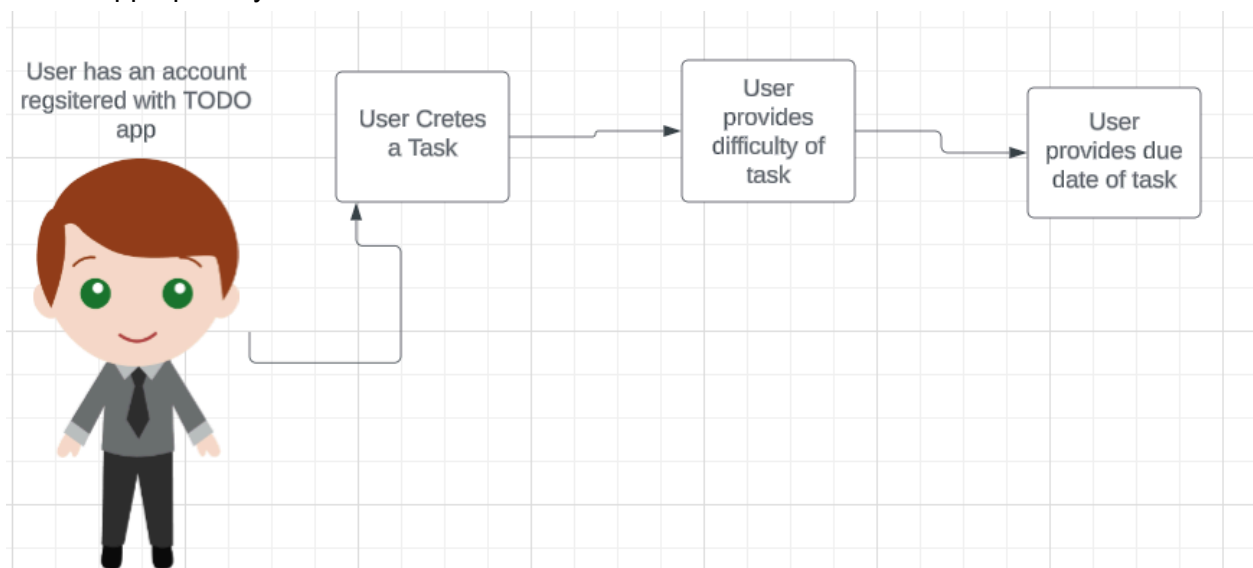 User has an account
regsitered with TODO
app
User Cretes
a Task
User
provides
difficulty of
task
User
provides due
date of task